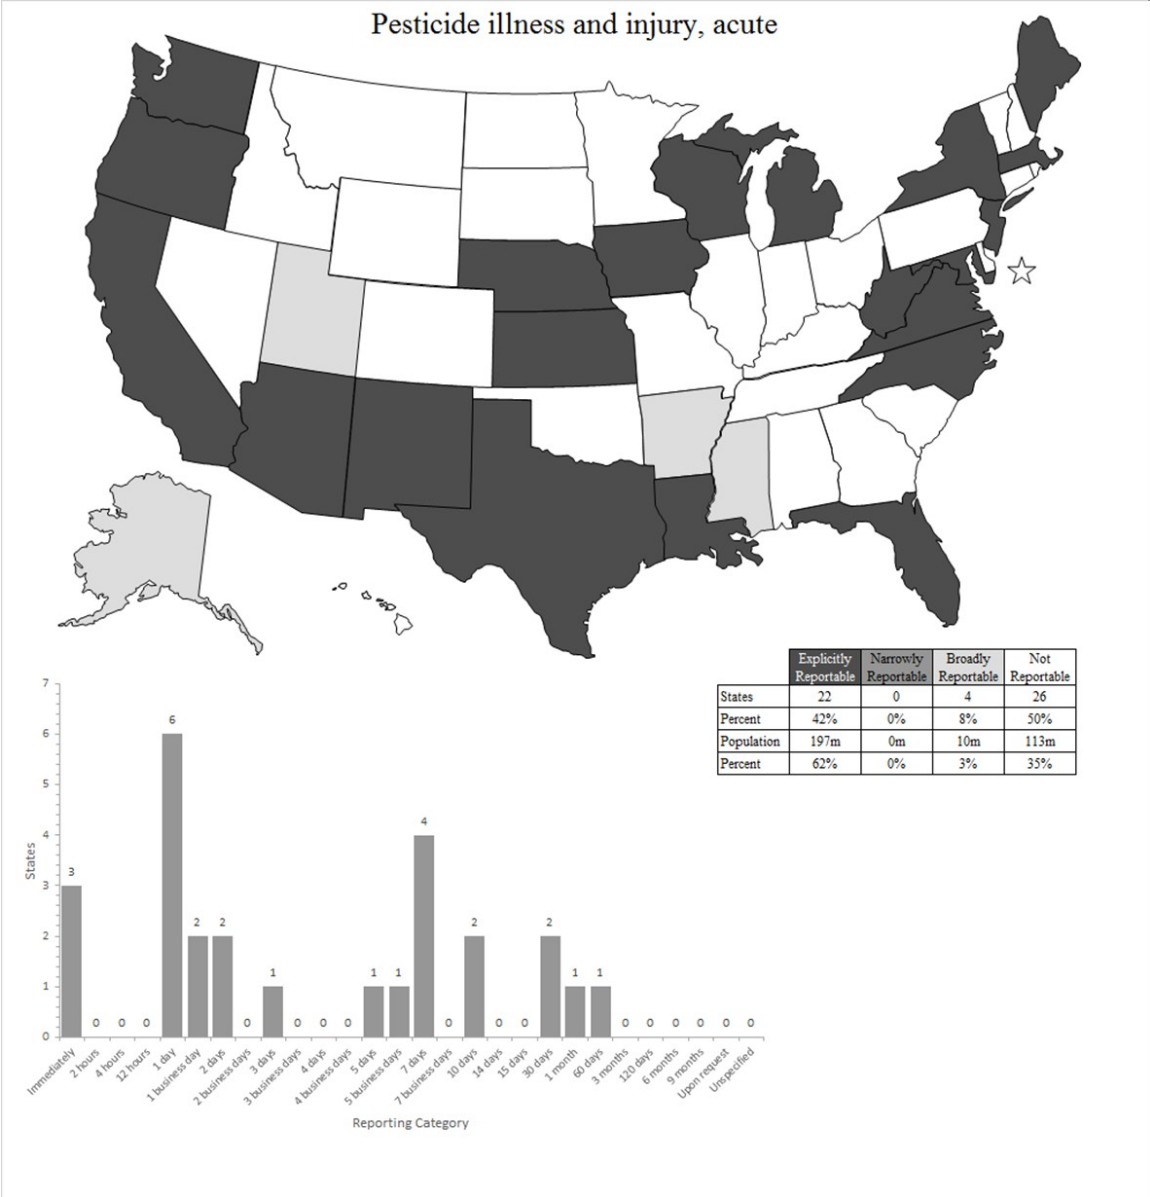 Pesticide illness and injury, acute
Explicitly Reportable Narrowly Reportable Broadly Reportable Not Reportable
States 22 0 4 26
Percent 42% 0% 8% 50%
Population 197m 0m 10m 113m
Percent 62% 0% 3% 35%
7
6
5
4
3
2
1
0
States
3 0 0 0 6 2 2 0 1 0 0 0 1 1 4 0 2 0 0 2 1 1 0 0 0 0 0 0
Immediately
2 hours
4 hours
12 hours
1 day
1 business day
2 days
2 business days
3 days
3 business days
4 days
4 business days
5 days
5 business days
7 days
7 business days
10 days
14 days
15 days
30 days
1 month
60 days
3 months
120 days
6 months
9 months
Upon request
Unspecified
Reporting Category